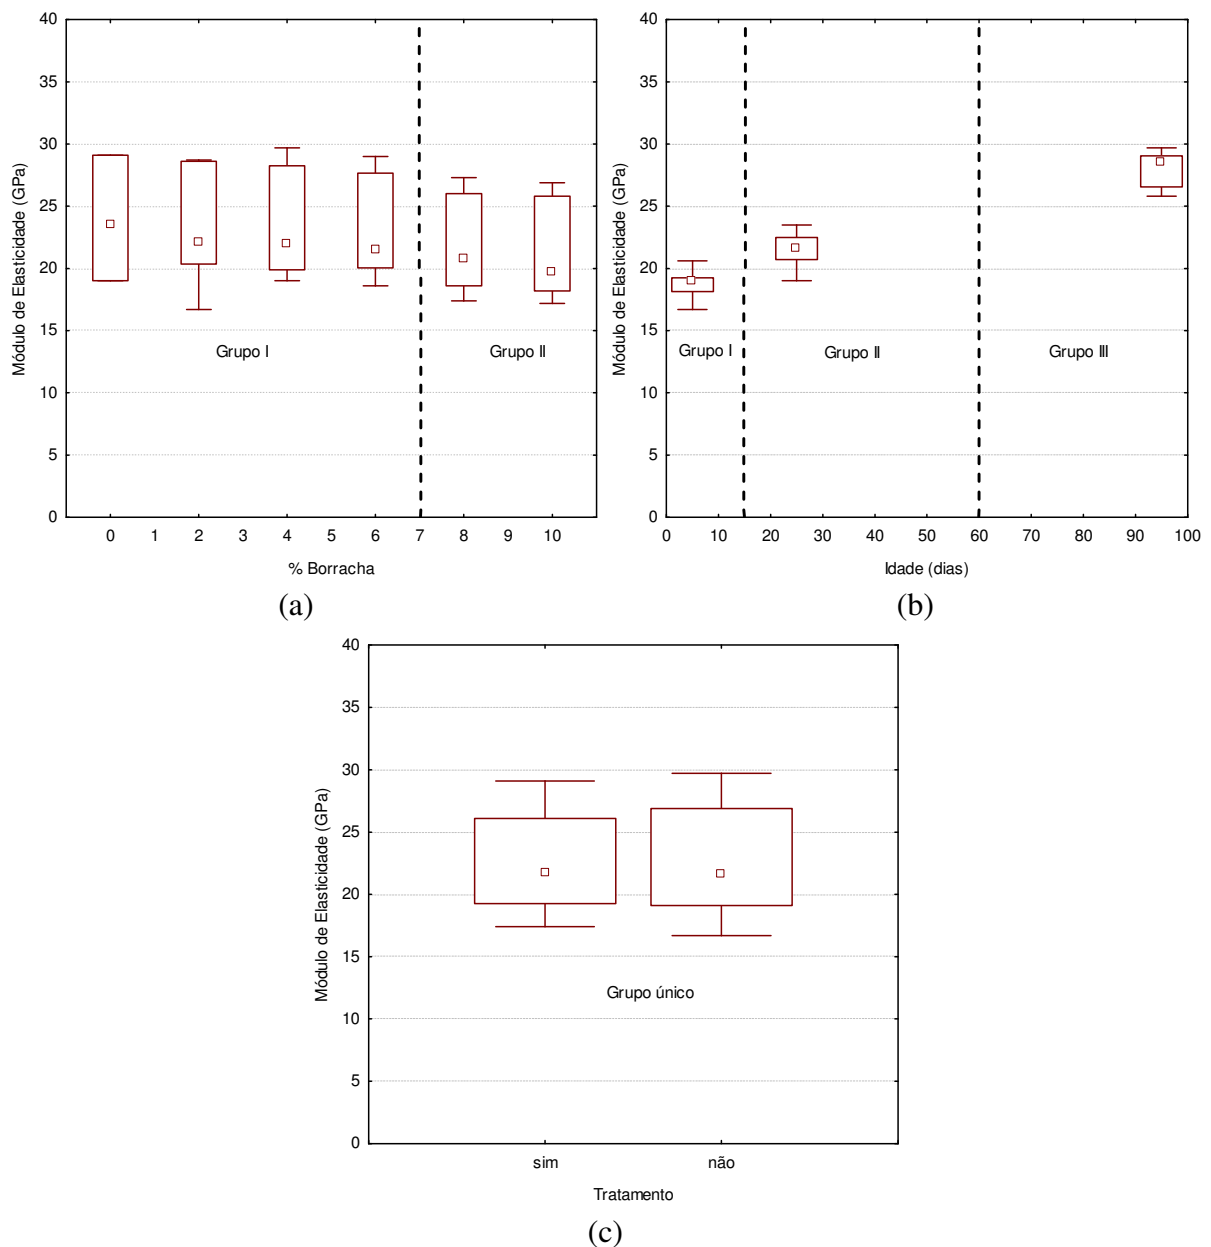 40
35
30
25
20
15
10
5
0
Módulo de Elasticidade (GPa)
Grupo I
Grupo II
0 1 2 3 4 5 6 7 8 9 10
% Borracha
(a)
40
35
30
25
20
15
10
5
0
Módulo de Elasticidade (GPa)
Grupo I
Grupo II
Grupo III
0 10 20 30 40 50 60 70 80 90 100
Idade (dias)
(b)
40
35
30
25
20
15
10
5
0
Módulo de Elasticidade (GPa)
Grupo único
sim não
Tratamento
(c)